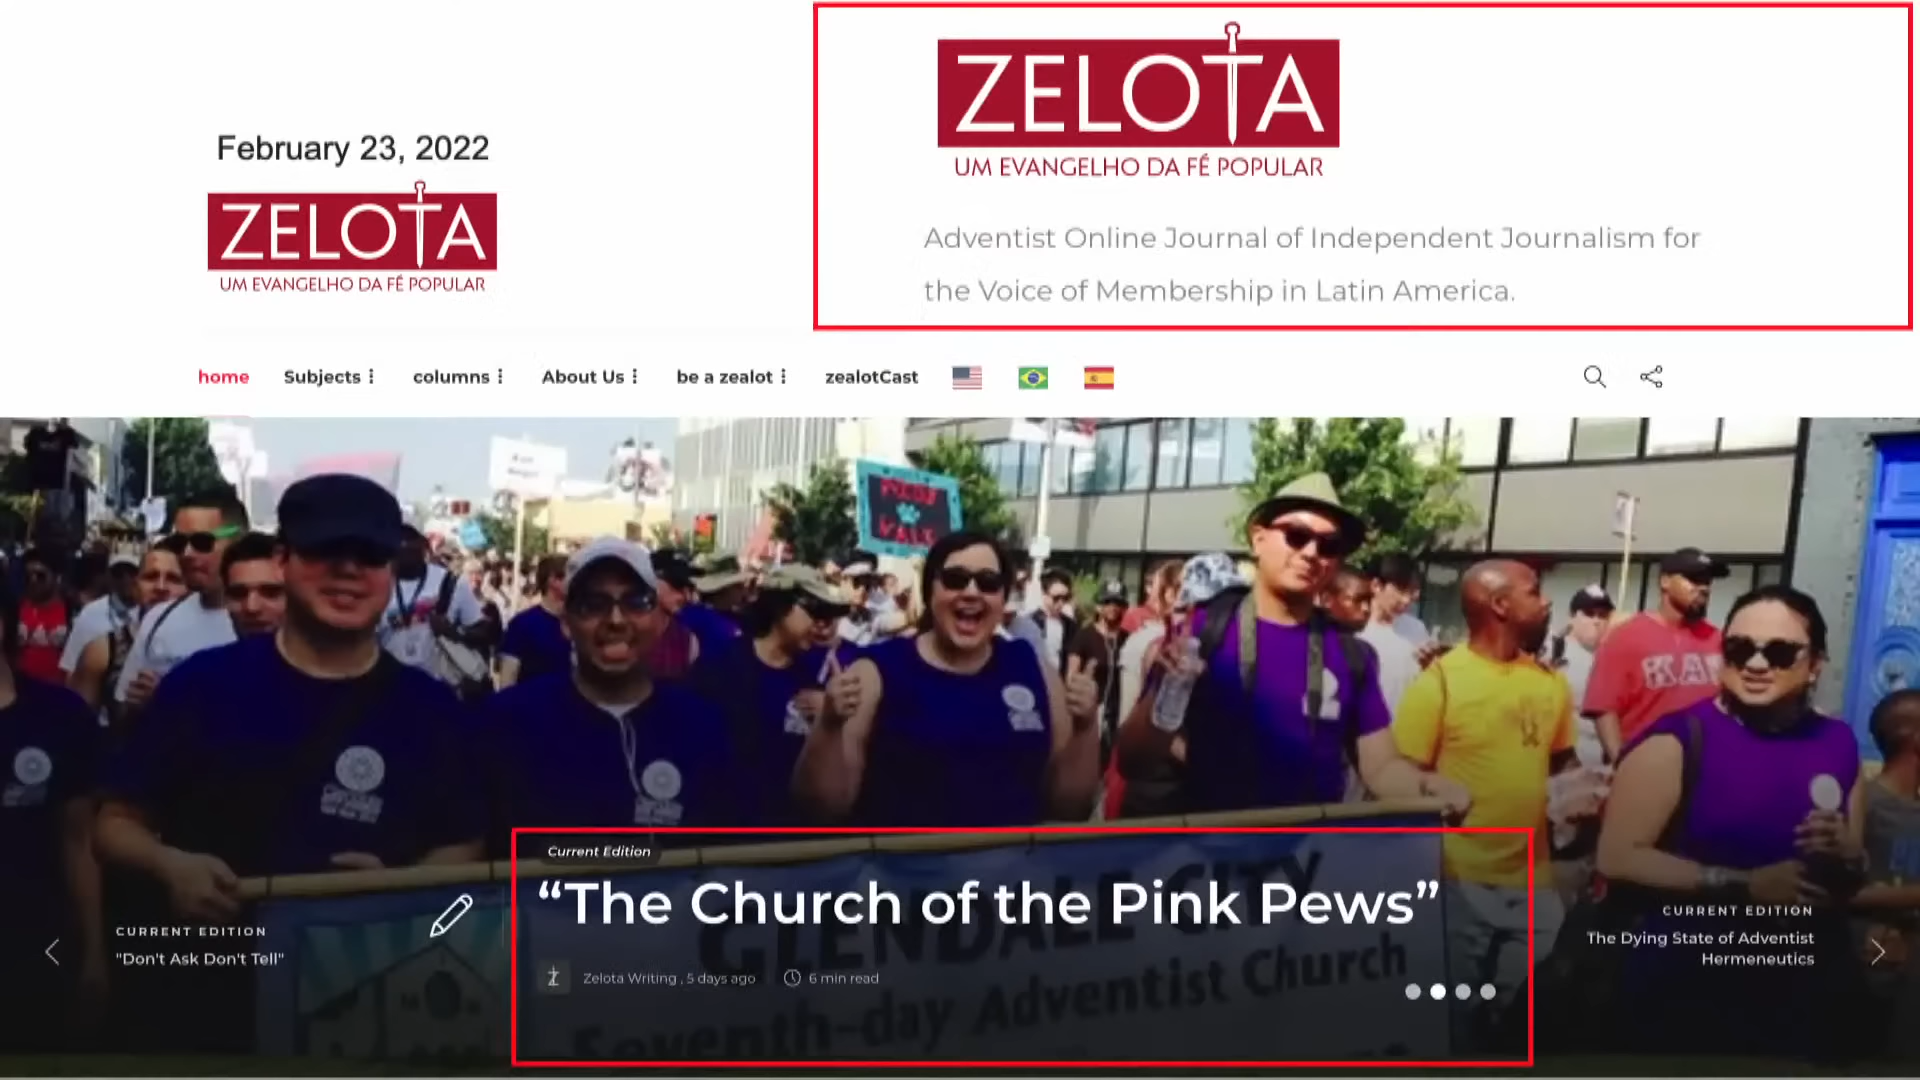 ZELOTA
UM EVANGELHO DA FÉ POPULAR
Adventist Online Journal of Independent Journalism for
the Voice of Membership in Latin America.
February 23, 2022
ZELOTA
UM EVANGELHO DA FÉ POPULAR
home Subjects columns About Us be a zealot zealotCast
KA
Current Edition
“The Church of the Pink Pews”
Zelota Writing , 5 days ago 6 min read
CURRENT EDITION
"Don't Ask Don't Tell"
CURRENT EDITION
The Dying State of Adventist
Hermeneutics
GLENDALE CITY
Seventh-day Adventist Church